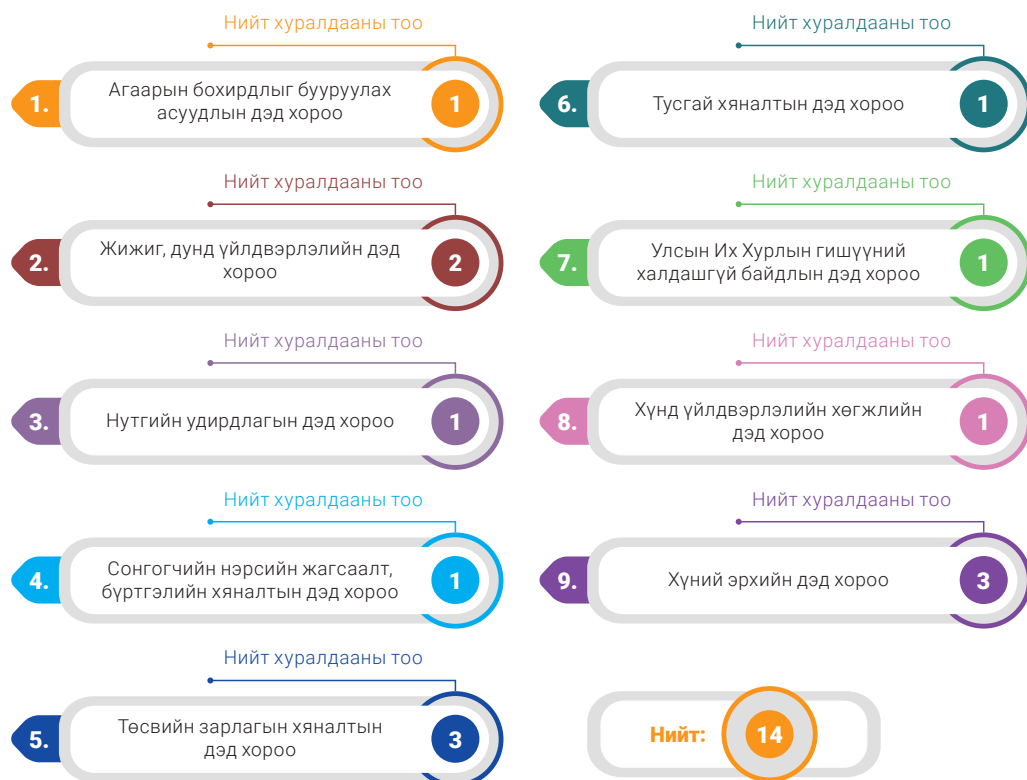 Нийт хуралдааны тоо
1.
Агаарын бохирдлыг бууруулах
асуудлын дэд хороо
1
Нийт хуралдааны тоо
2.
Жижиг, дунд үйлдвэрлэлийн дэд
хороо
2
Нийт хуралдааны тоо
3.
Нутгийн удирдлагын дэд хороо
1
Нийт хуралдааны тоо
4.
Сонгогчийн нэрсийн жагсаалт,
бүртгэлийн хяналтын дэд хороо
1
Нийт хуралдааны тоо
5.
Төсвийн зарлагын хяналтын
дэд хороо
3
Нийт хуралдааны тоо
6.
Тусгай хяналтын дэд хороо
1
Нийт хуралдааны тоо
7.
Улсын Их Хурлын гишүүний
халдашгүй байдлын дэд хороо
1
Нийт хуралдааны тоо
8.
Хүнд үйлдвэрлэлийн хөгжлийн
дэд хороо
1
Нийт хуралдааны тоо
9.
Хүний эрхийн дэд хороо
3
Нийт: 14